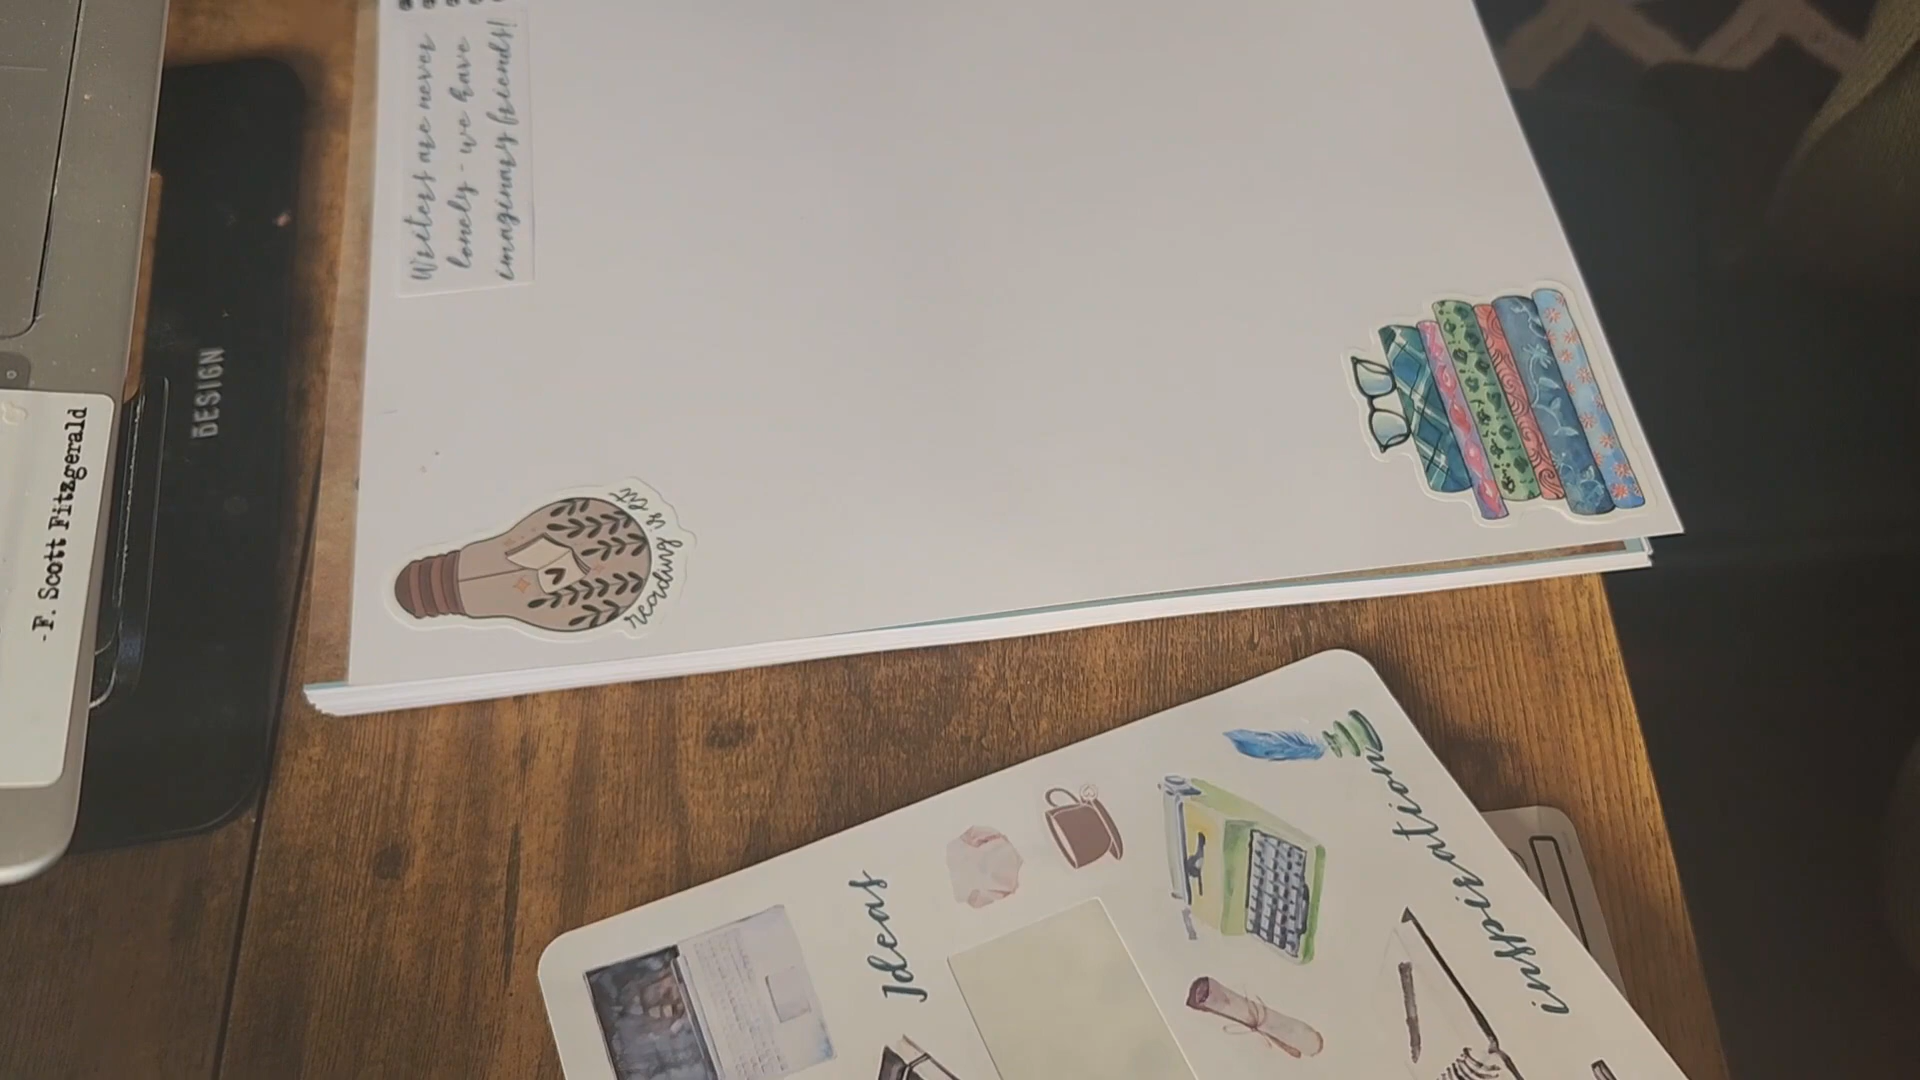 Writers are never
lonely - we have
imaginary friends!
DESIGN
- F. Scott Fitzgerald
reading is lit
Ideas
inspiration